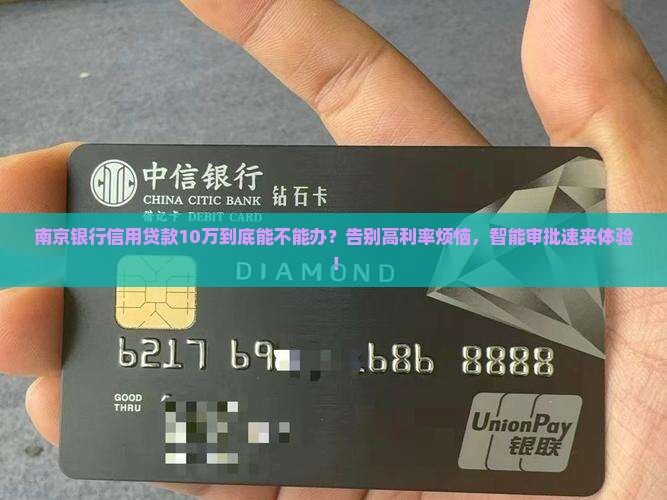 中信银行
CHINA CITIC BANK
钻石卡
借记卡 DEBIT CARD
南京银行信用贷款10万到底能不能办？告别高利率烦恼，智能审批速来体验
！
DIAMOND
6217 69 686 8888
GOOD
THRU
UnionPay
银联